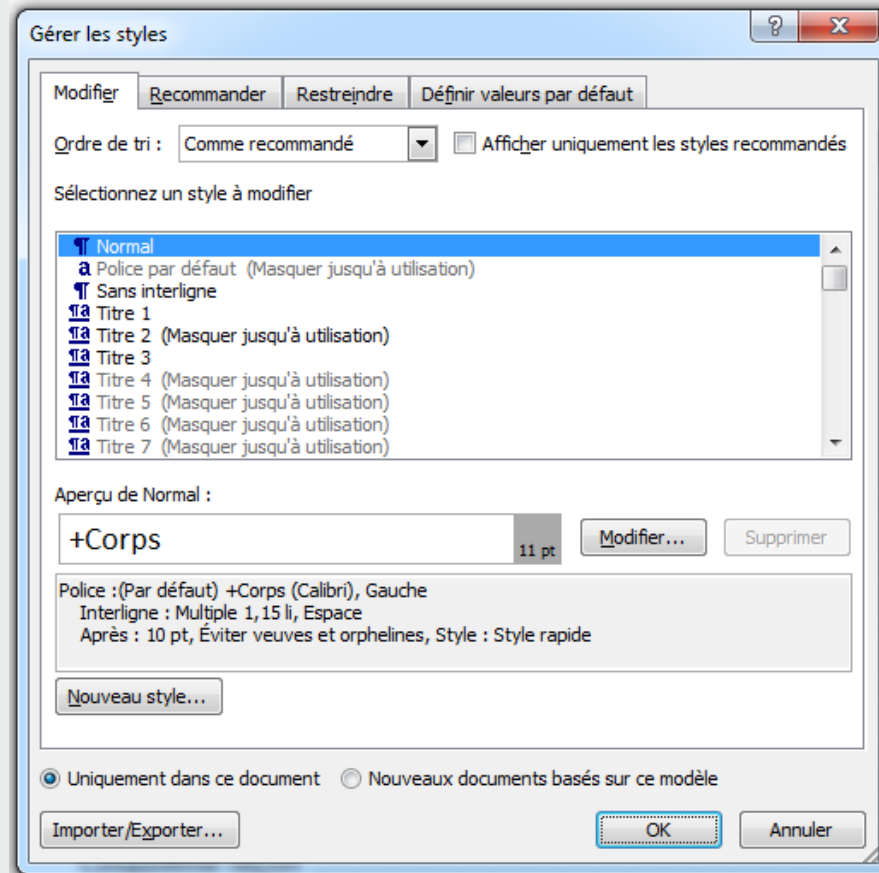 Gérer les styles
Modifier Recommander Restreindre Définir valeurs par défaut
Ordre de tri : Comme recommandé Afficher uniquement les styles recommandés
Sélectionnez un style à modifier
¶ Normal
a Police par défaut (Masquer jusqu'à utilisation)
¶ Sans interligne
¶a Titre 1
¶a Titre 2 (Masquer jusqu'à utilisation)
¶a Titre 3
¶a Titre 4 (Masquer jusqu'à utilisation)
¶a Titre 5 (Masquer jusqu'à utilisation)
¶a Titre 6 (Masquer jusqu'à utilisation)
¶a Titre 7 (Masquer jusqu'à utilisation)
Aperçu de Normal :
+Corps 11 pt Modifier... Supprimer
Police :(Par défaut) +Corps (Calibri), Gauche
Interligne : Multiple 1,15 li, Espace
Après : 10 pt, Éviter veuves et orphelines, Style : Style rapide
Nouveau style...
Uniquement dans ce document Nouveaux documents basés sur ce modèle
Importer/Exporter... OK Annuler